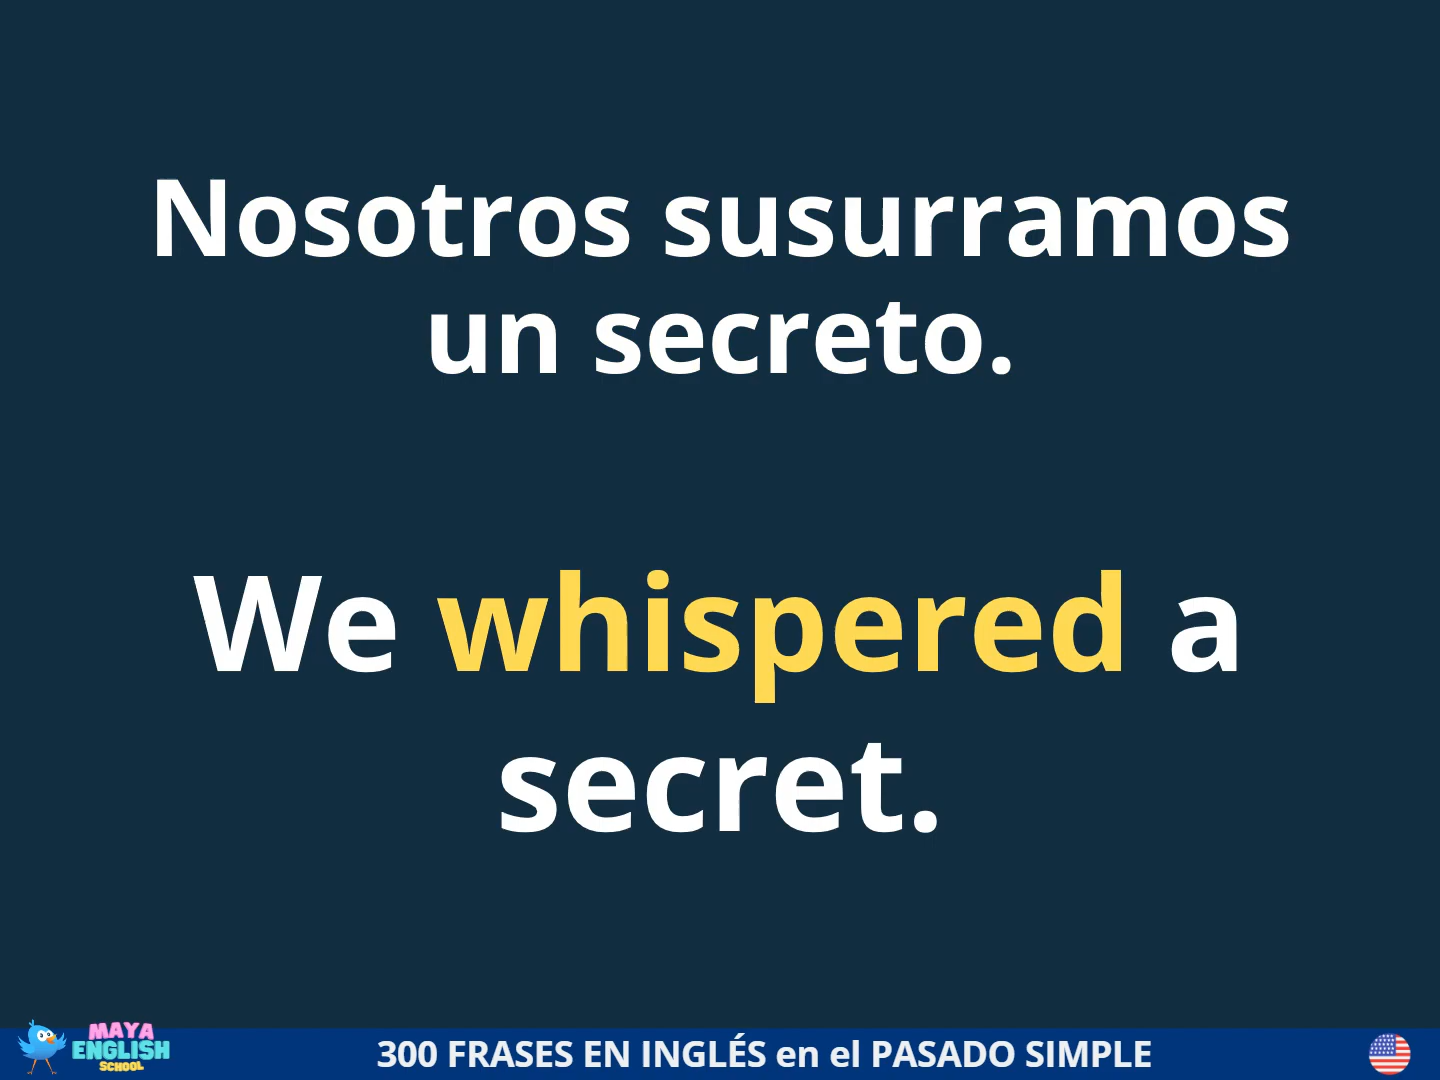 Nosotros susurramos
un secreto.
We whispered a
secret.
MAYA
ENGLISH
SCHOOL
300 FRASES EN INGLÉS en el PASADO SIMPLE